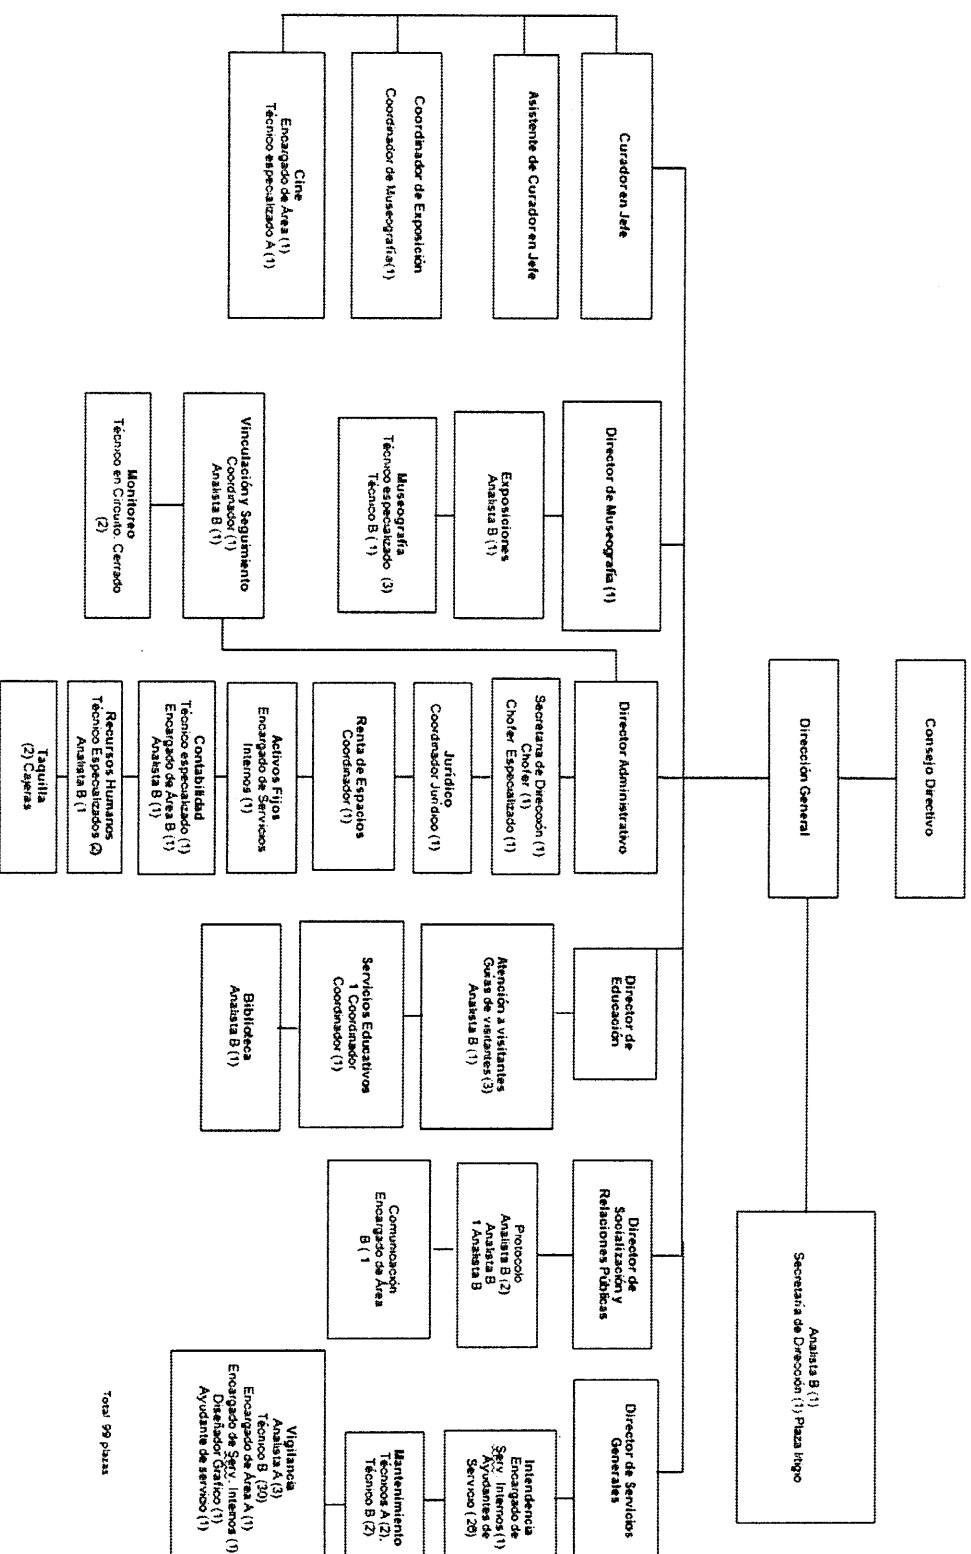 Consejo Directivo
Dirección General
Analista B (1)
Secretaria de Dirección (1) Plaza litigio
Curador en Jefe
Asistente de Curador en Jefe
Coordinador de Exposición
Coordinador de Museografía(1)
Cine
Encargado de Área (1)
Técnico especializado A (1)
Director de Museografía (1)
Exposiciones
Analista B (1)
Museografía
Técnico especializado (3)
Técnico B (1)
Director Administrativo
Vinculación y Seguimiento
Coordinador (1)
Analista B (1)
Monitoreo
Técnico en Circuito. Cerrado
(2)
Secretaria de Dirección (1)
Chofer (1)
Chofer Especializado (1)
Jurídico
Coordinador Jurídico (1)
Renta de Espacios
Coordinador (1)
Activos Fijos
Encargado de Servicios
Internos (1)
Contabilidad
Técnico especializado (1)
Encargado de Área B (1)
Analista B (1)
Recursos Humanos
Técnico Especializados (2)
Analista B (1
Taquilla
(2) Cajeras
Director de
Educación
Atención a visitantes
Guías de visitantes (3)
Analista B (1)
Servicios Educativos
1 Coordinador
Coordinador (1)
Biblioteca
Analista B (1)
Director de
Socialización y
Relaciones Públicas
Protocolo
Analista B (2)
Analista B
1 Analista B
Comunicación
Encargado de Área
B (1
Director de Servicios
Generales
Intendencia
Encargado de
Serv. Internos (1)
Ayudantes de
Servicio (26)
Mantenimiento
Técnicos A (2).
Técnico B (2)
Vigilancia
Analista A (3)
Técnico B (30)
Encargado de Área A (1)
Encargado de Serv. Internos (1)
Diseñador Grafico (1)
Ayudante de servicio (1)
Total 99 plazas